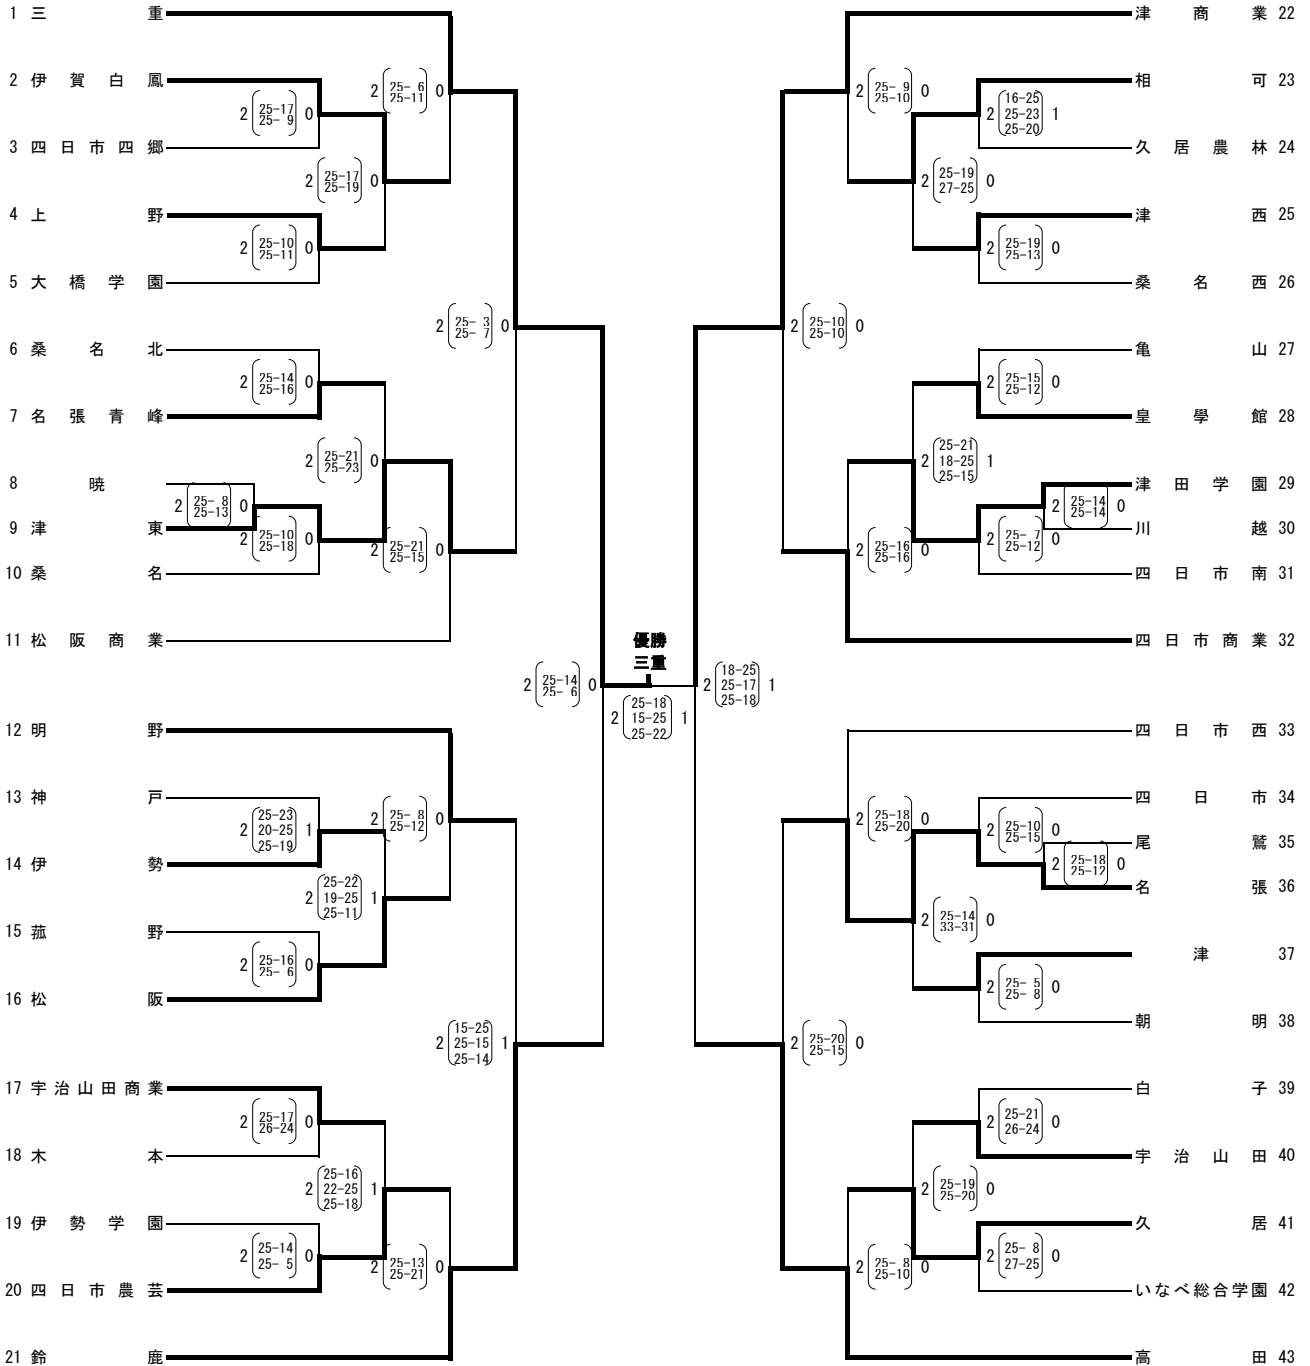 1 三重
2 (25-6 25-11) 0
2 伊賀白鳳
2 (25-17 25-9) 0
3 四日市四郷
2 (25-17 25-19) 0
4 上野
2 (25-10 25-11) 0
5 大橋学園
2 (25-3 25-7) 0
6 桑名北
2 (25-14 25-16) 0
7 名張青峰
2 (25-21 25-23) 0
8 暁
2 (25-8 25-13) 0
9 津東
2 (25-10 25-18) 0
2 (25-21 25-15) 0
10 桑名
11 松阪商業
優勝
三重
2 (25-14 25-6) 0
2 (25-18 15-25 25-22) 1
2 (18-25 25-17 25-18) 1
12 明野
13 神戸
2 (25-23 20-25 25-19) 1
2 (25-8 25-12) 0
14 伊勢
2 (25-22 19-25 25-11) 1
15 菰野
2 (25-16 25-6) 0
16 松阪
2 (15-25 25-15 25-14) 1
17 宇治山田商業
2 (25-17 26-24) 0
18 木本
2 (25-16 22-25 25-18) 1
19 伊勢学園
2 (25-14 25-5) 0
2 (25-13 25-21) 0
20 四日市農芸
21 鈴鹿
津商業 22
2 (25-9 25-10) 0
相可 23
2 (16-25 25-23 25-20) 1
久居農林 24
2 (25-19 27-25) 0
津西 25
2 (25-19 25-13) 0
桑名西 26
2 (25-10 25-10) 0
亀山 27
2 (25-15 25-12) 0
皇學館 28
2 (25-21 18-25 25-15) 1
津田学園 29
2 (25-14 25-14) 0
川越 30
2 (25-7 25-12) 0
2 (25-16 25-16) 0
四日市南 31
四日市商業 32
四日市西 33
四日市 34
2 (25-18 25-20) 0
2 (25-10 25-15) 0
尾鷲 35
2 (25-18 25-12) 0
名張 36
2 (25-14 33-31) 0
津 37
2 (25-5 25-8) 0
朝明 38
2 (25-20 25-15) 0
白子 39
2 (25-21 26-24) 0
宇治山田 40
2 (25-19 25-20) 0
久居 41
2 (25-8 27-25) 0
2 (25-8 25-10) 0
いなべ総合学園 42
高田 43